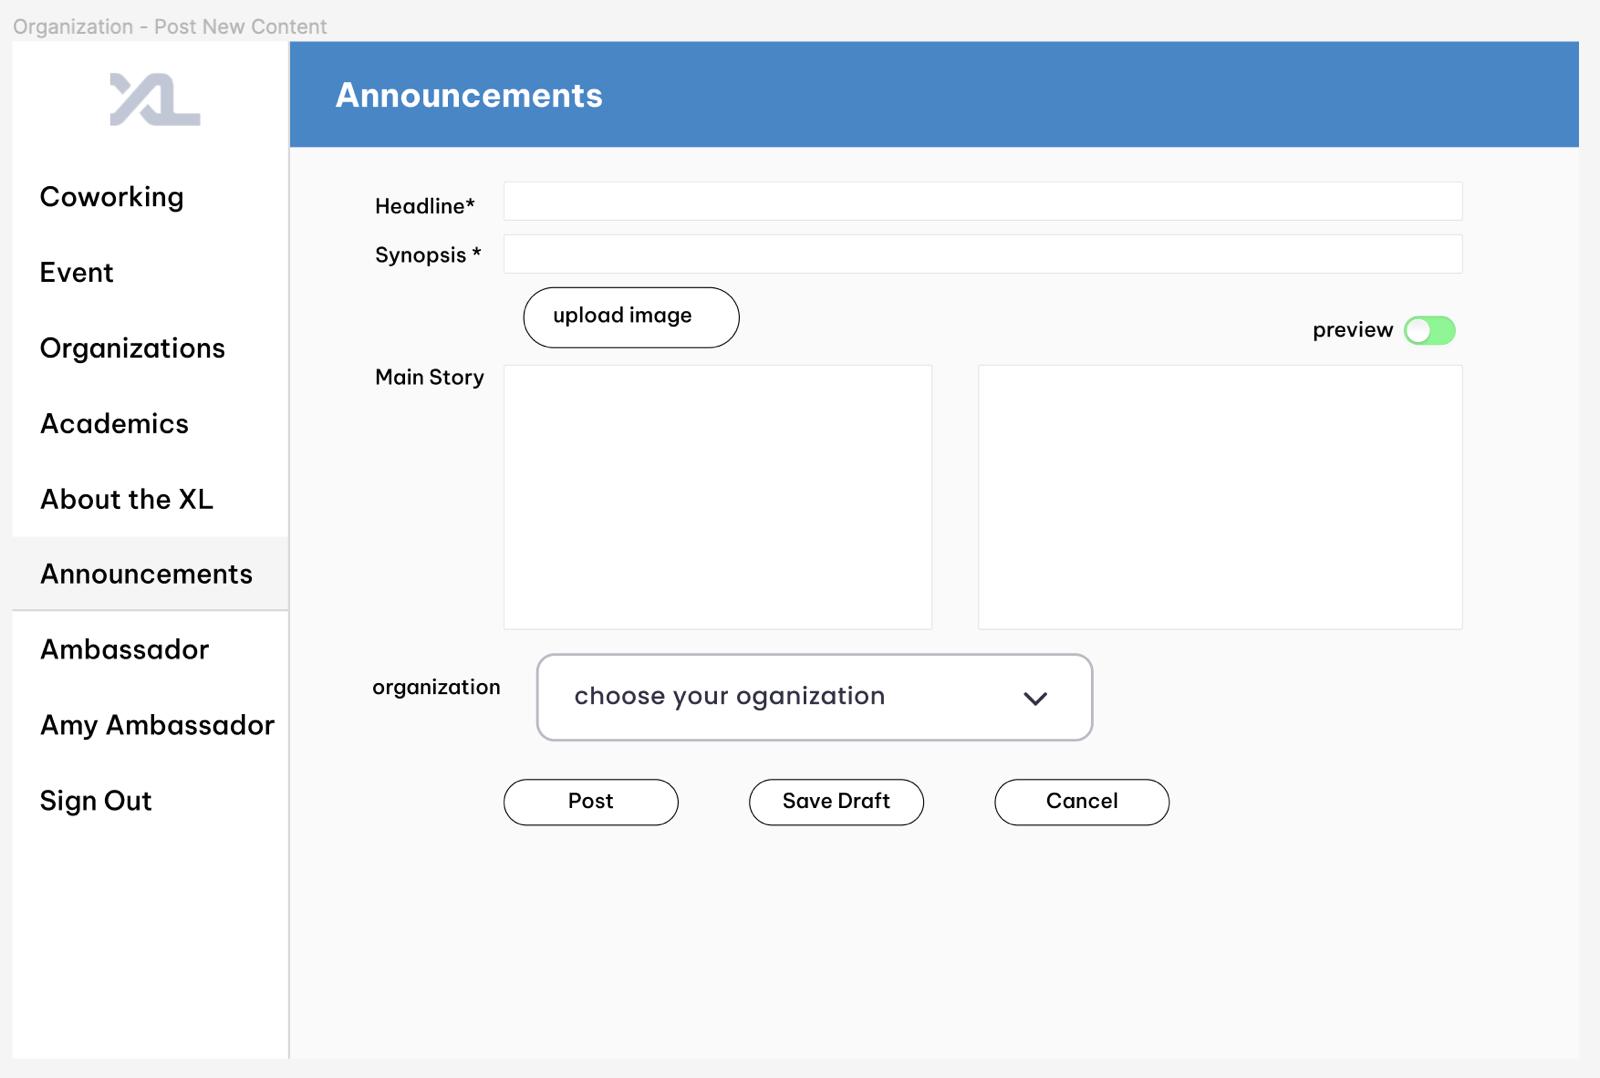 Organization - Post New Content
XL
Announcements
Coworking
Event
Organizations
Academics
About the XL
Announcements
Ambassador
Amy Ambassador
Sign Out
Headline*
Synopsis *
upload image
preview
Main Story
organization
choose your oganization
Post
Save Draft
Cancel